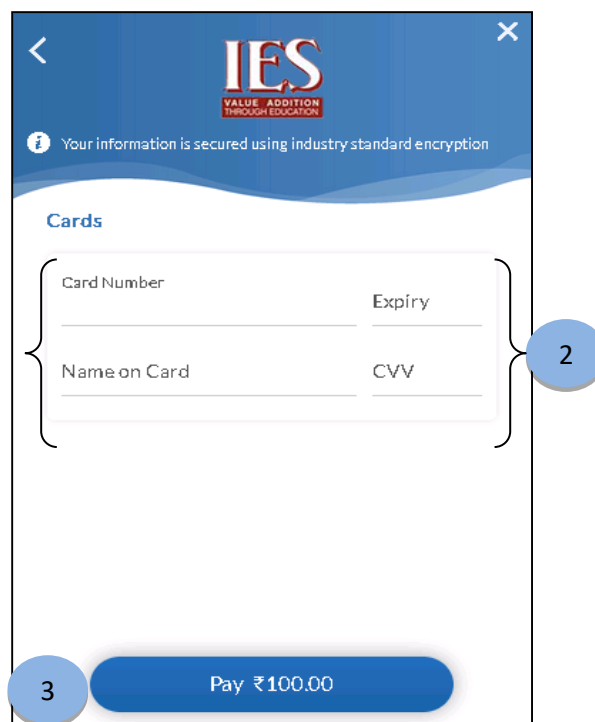 IES
VALUE ADDITION
THROUGH EDUCATION
i Your information is secured using industry standard encryption
Cards
Card Number
Expiry
Name on Card
CVV
2
3
Pay ₹100.00